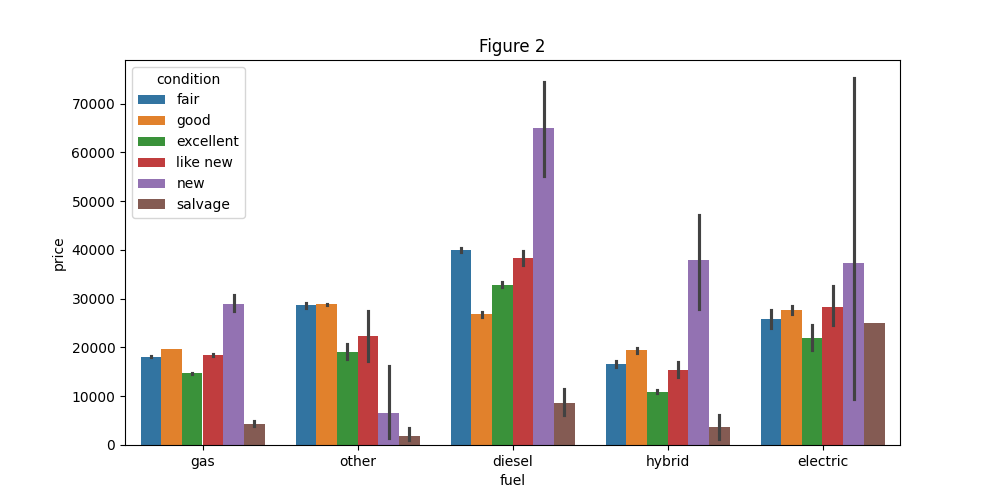 Figure 2
condition
fair
good
excellent
like new
new
salvage
price
70000
60000
50000
40000
30000
20000
10000
0
gas other diesel hybrid electric
fuel